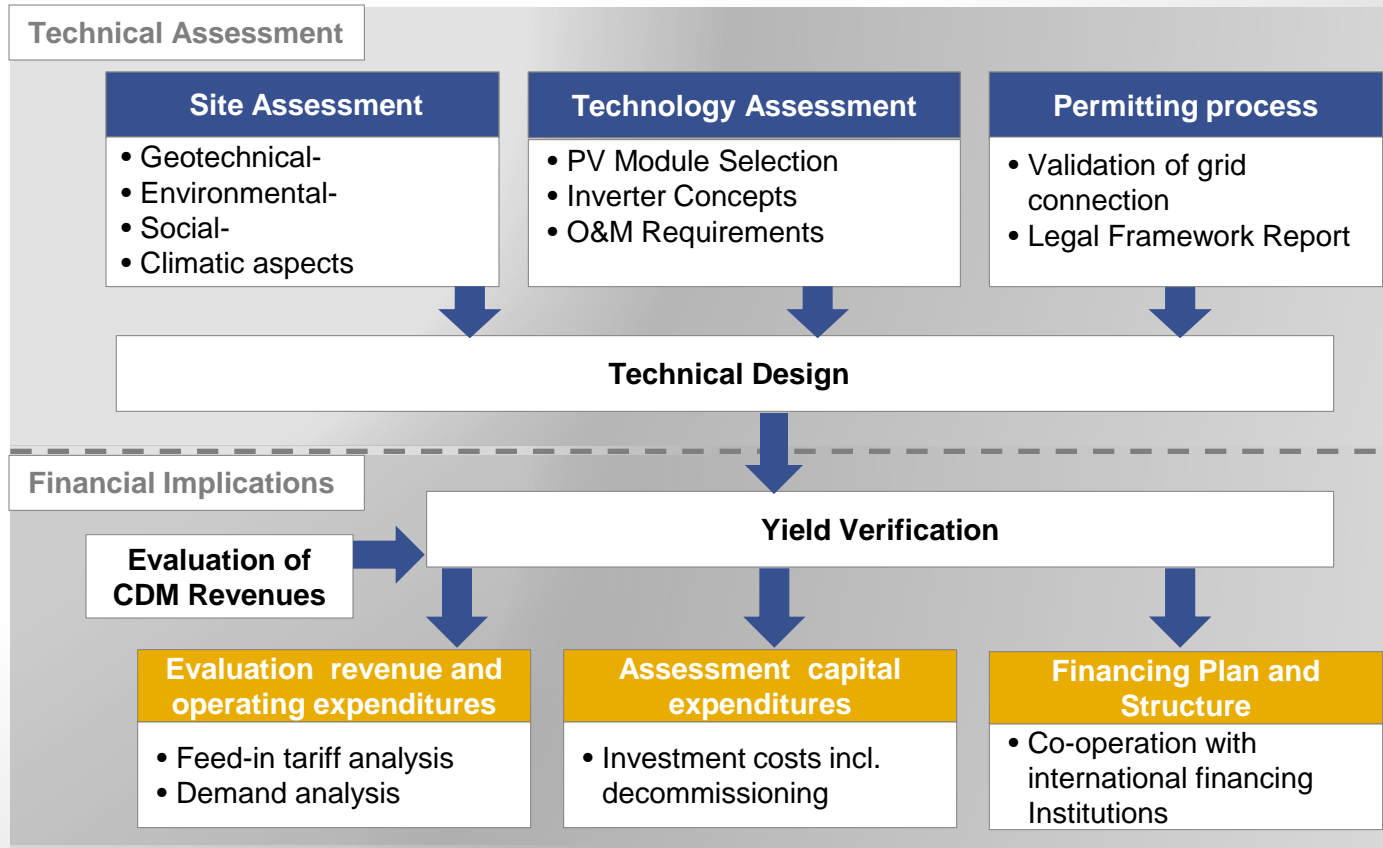 Technical Assessment
Site Assessment
• Geotechnical-
• Environmental-
• Social-
• Climatic aspects
Technology Assessment
• PV Module Selection
• Inverter Concepts
• O&M Requirements
Permitting process
• Validation of grid
connection
• Legal Framework Report
Technical Design
Financial Implications
Yield Verification
Evaluation of
CDM Revenues
Evaluation revenue and
operating expenditures
• Feed-in tariff analysis
• Demand analysis
Assessment capital
expenditures
• Investment costs incl.
decommissioning
Financing Plan and
Structure
• Co-operation with
international financing
Institutions